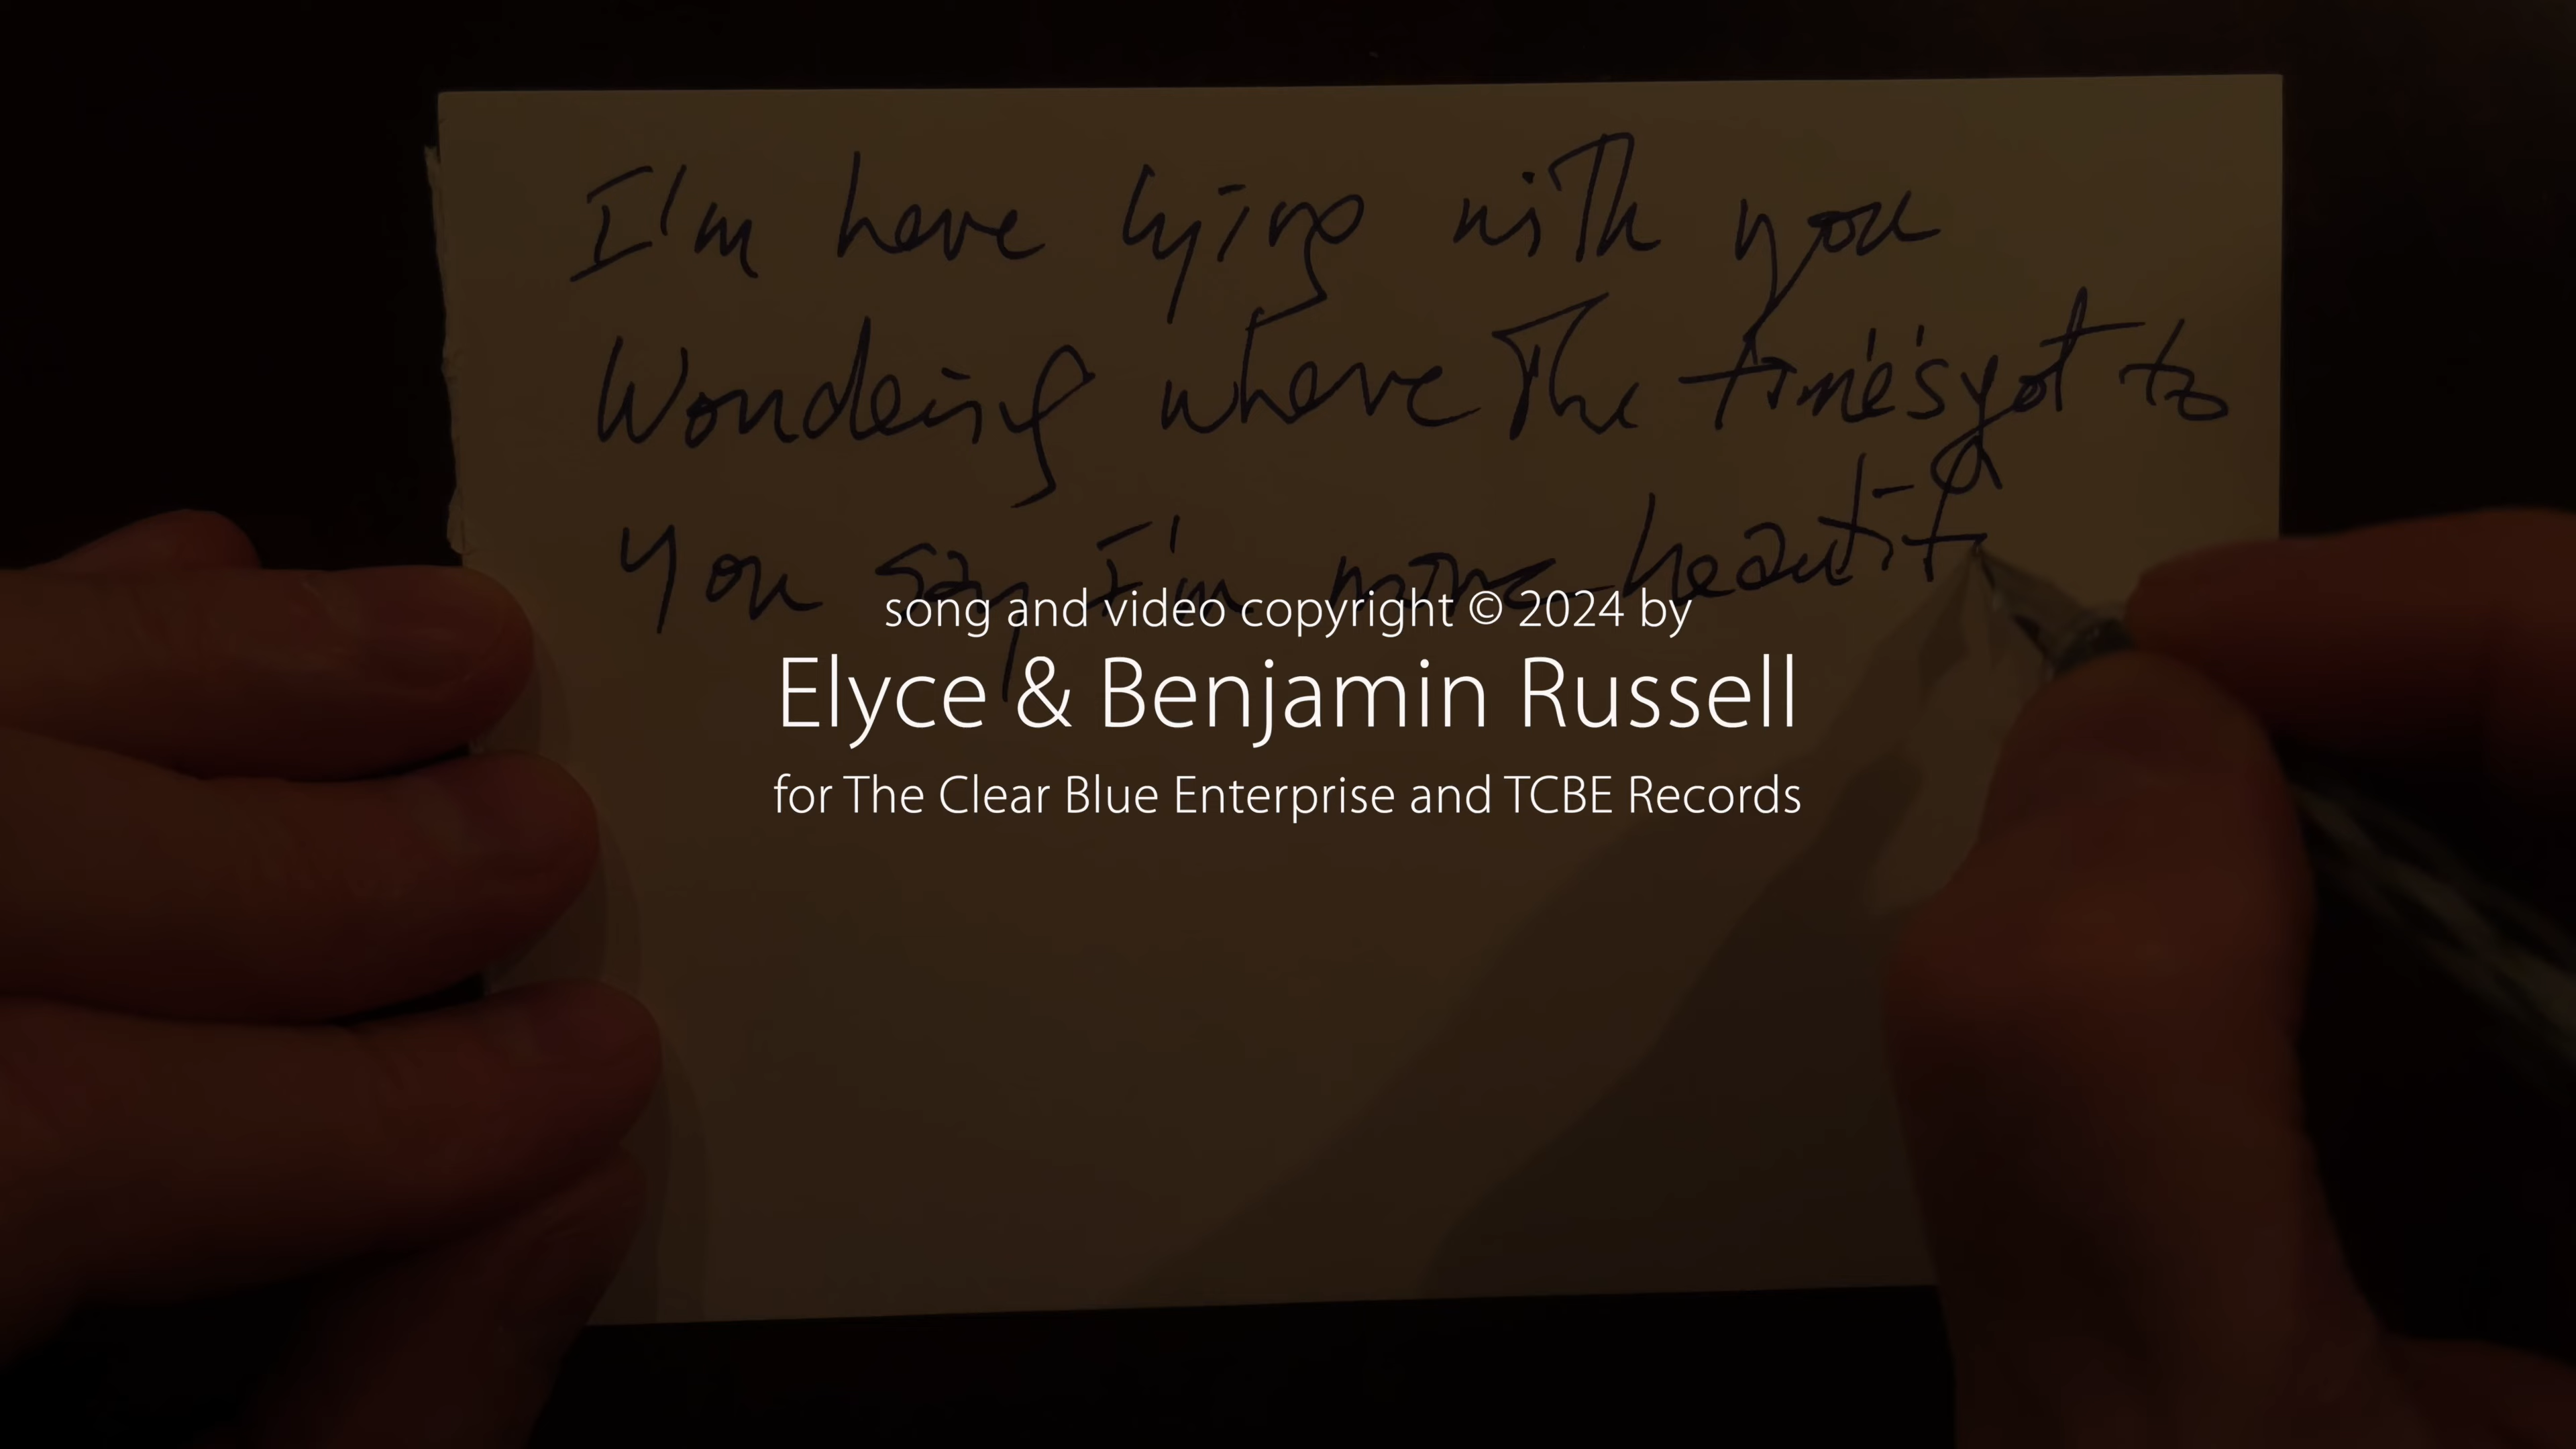 I'm here lying with you
Wondering where The time's got to
You say I'm more beautif
song and video copyright © 2024 by
Elyce & Benjamin Russell
for The Clear Blue Enterprise and TCBE Records